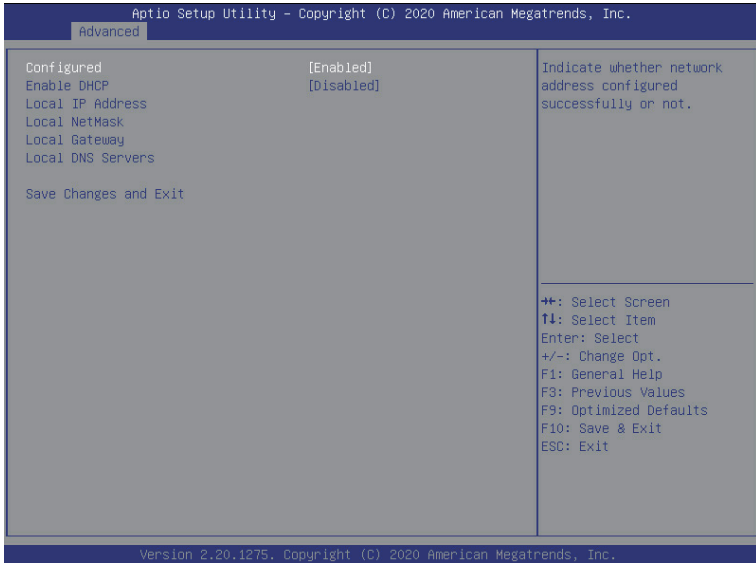 Aptio Setup Utility – Copyright (C) 2020 American Megatrends, Inc.
Advanced
Configured [Enabled]
Enable DHCP [Disabled]
Local IP Address
Local NetMask
Local Gateway
Local DNS Servers
Save Changes and Exit
Indicate whether network
address configured
successfully or not.
→←: Select Screen
↑↓: Select Item
Enter: Select
+/-: Change Opt.
F1: General Help
F3: Previous Values
F9: Optimized Defaults
F10: Save & Exit
ESC: Exit
Version 2.20.1275. Copyright (C) 2020 American Megatrends, Inc.